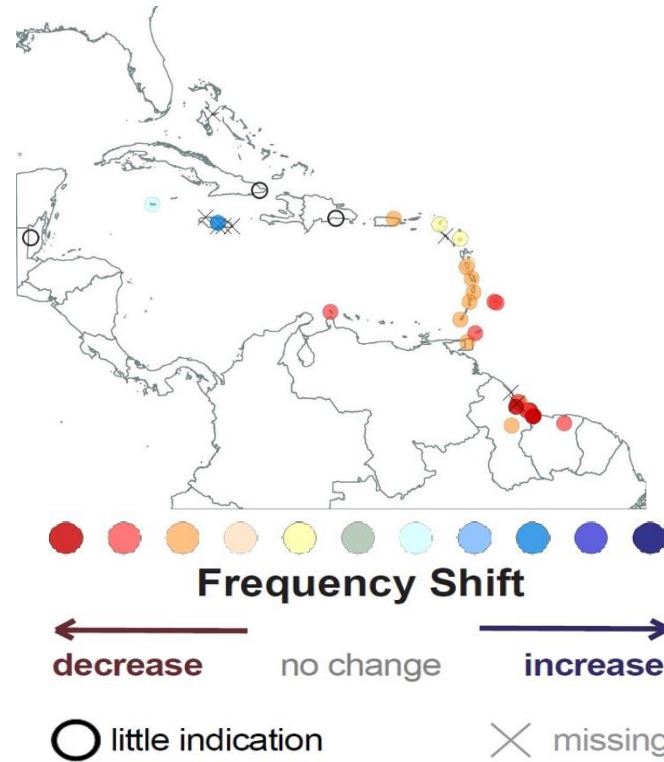 Frequency Shift
decrease no change increase
little indication missing